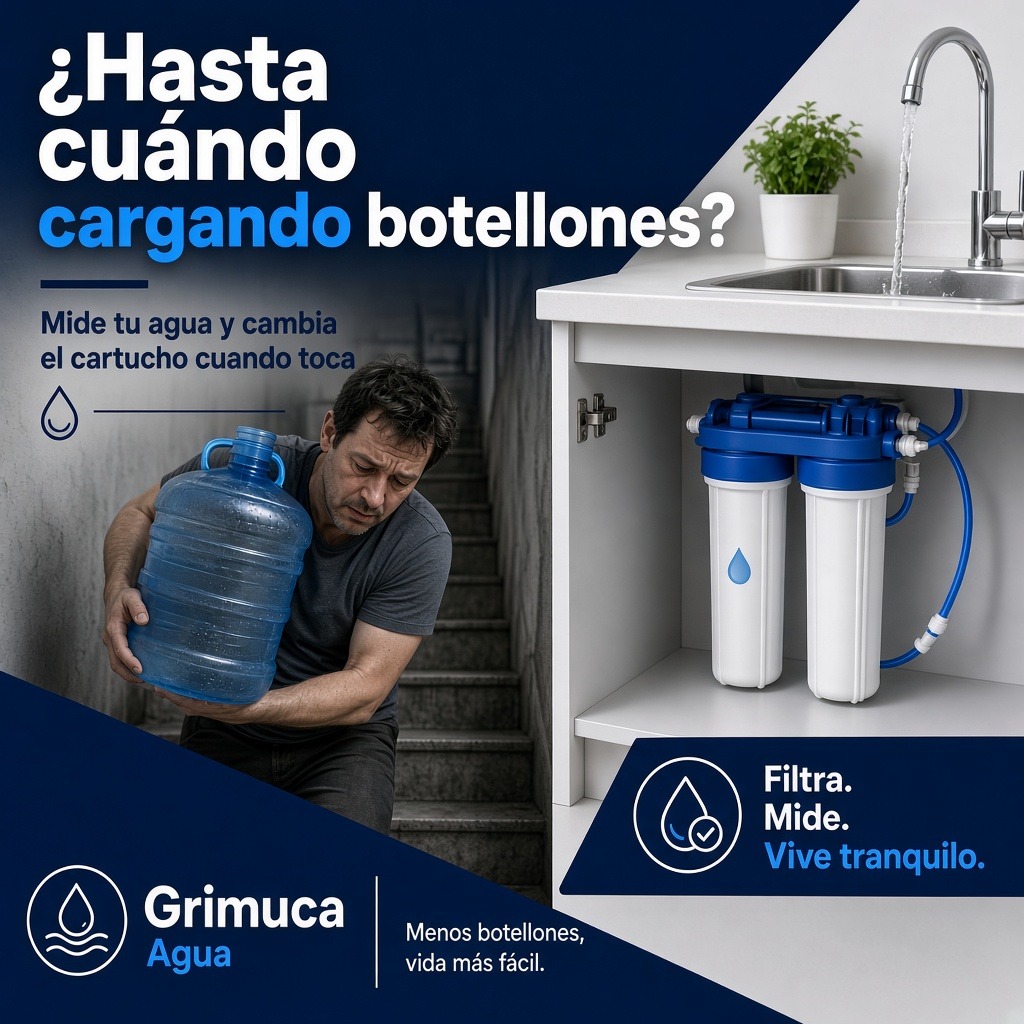 ¿Hasta
cuándo
cargando botellones?
Mide tu agua y cambia
el cartucho cuando toca
Filtra.
Mide.
Vive tranquilo.
Grimuca
Agua
Menos botellones,
vida más fácil.